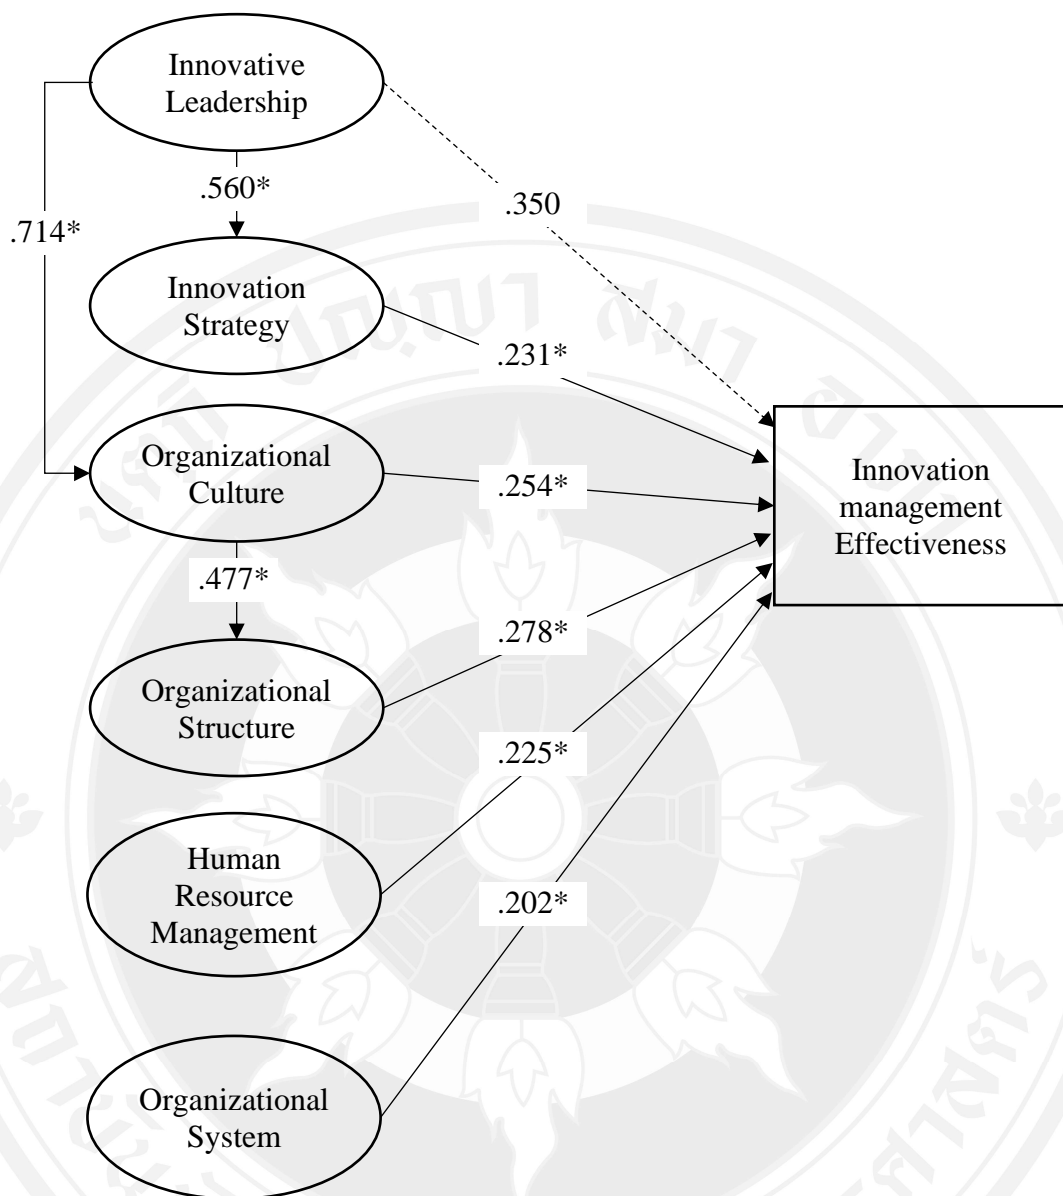 Innovative
Leadership
.560*
.714*
.350
Innovation
Strategy
.231*
Organizational
Culture
.254*
Innovation
management
Effectiveness
.477*
.278*
Organizational
Structure
.225*
Human
Resource
Management
.202*
Organizational
System